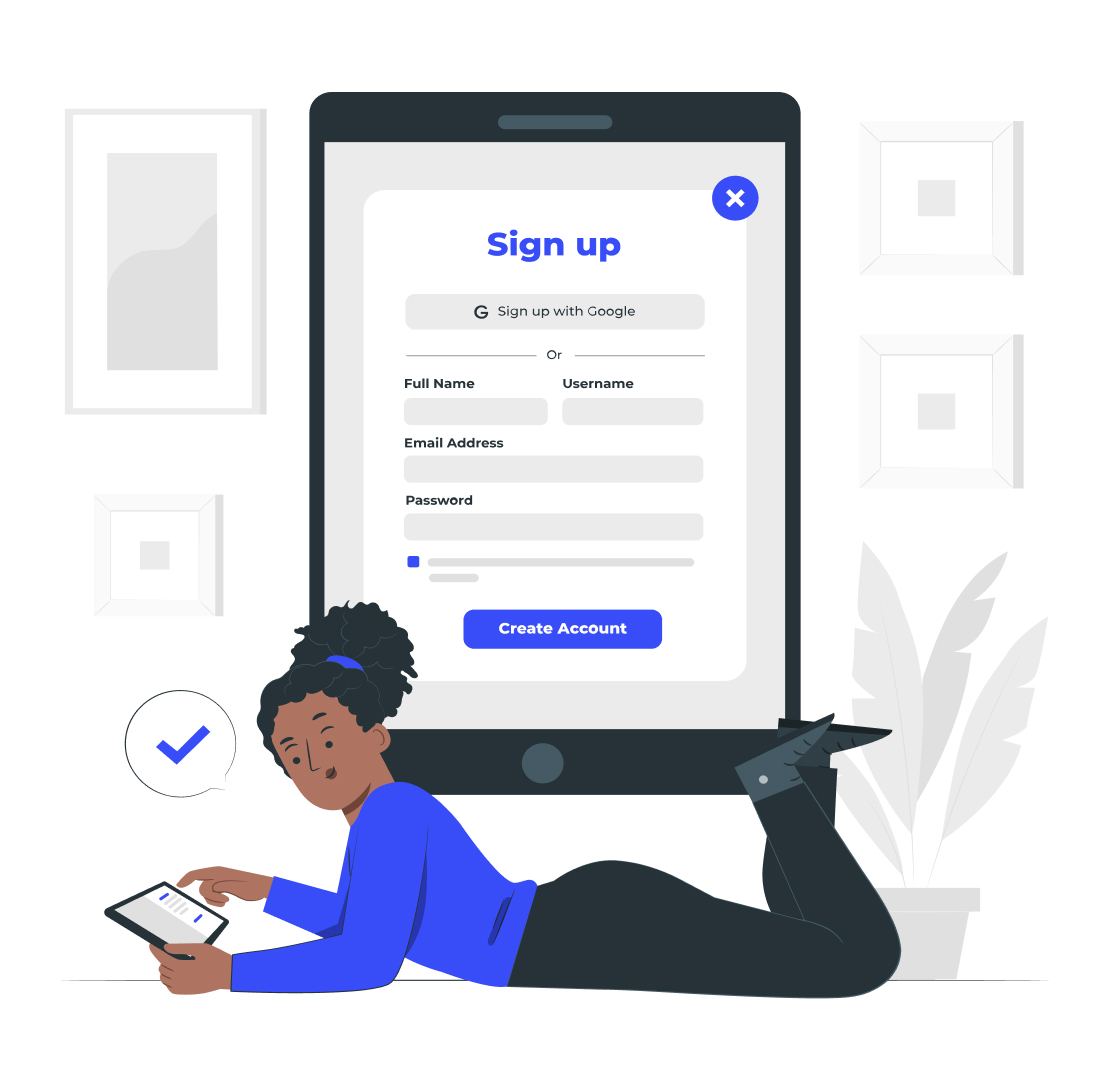 Sign up
G Sign up with Google
Or
Full Name Username
Email Address
Password
Create Account